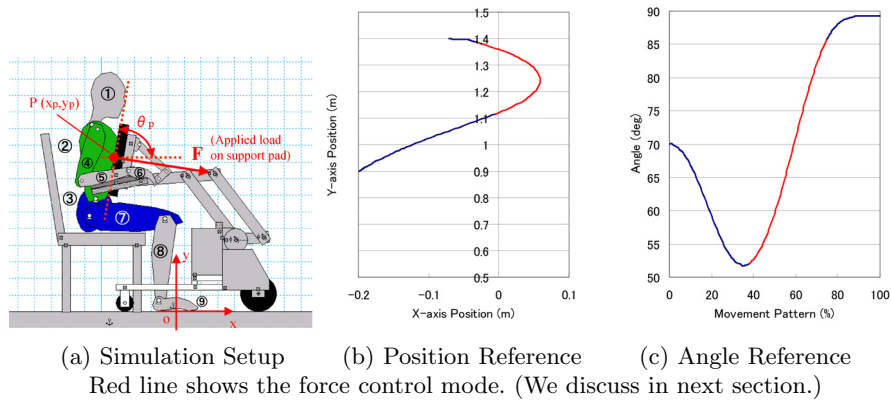 ①
P (xp,yp)
θp
②
F
(Applied load
on support pad)
④
⑤
⑥
③
⑦
⑧
y
⑨
o
x
(a) Simulation Setup
1.5
1.4
1.3
1.2
1.1
1
0.9
0.8
0.7
0.6
0.5
Y-axis Position (m)
-0.2
-0.1
0
0.1
X-axis Position (m)
(b) Position Reference
90
85
80
75
70
65
60
55
50
Angle (deg)
0
20
40
60
80
100
Movement Pattern (%)
(c) Angle Reference
Red line shows the force control mode. (We discuss in next section.)